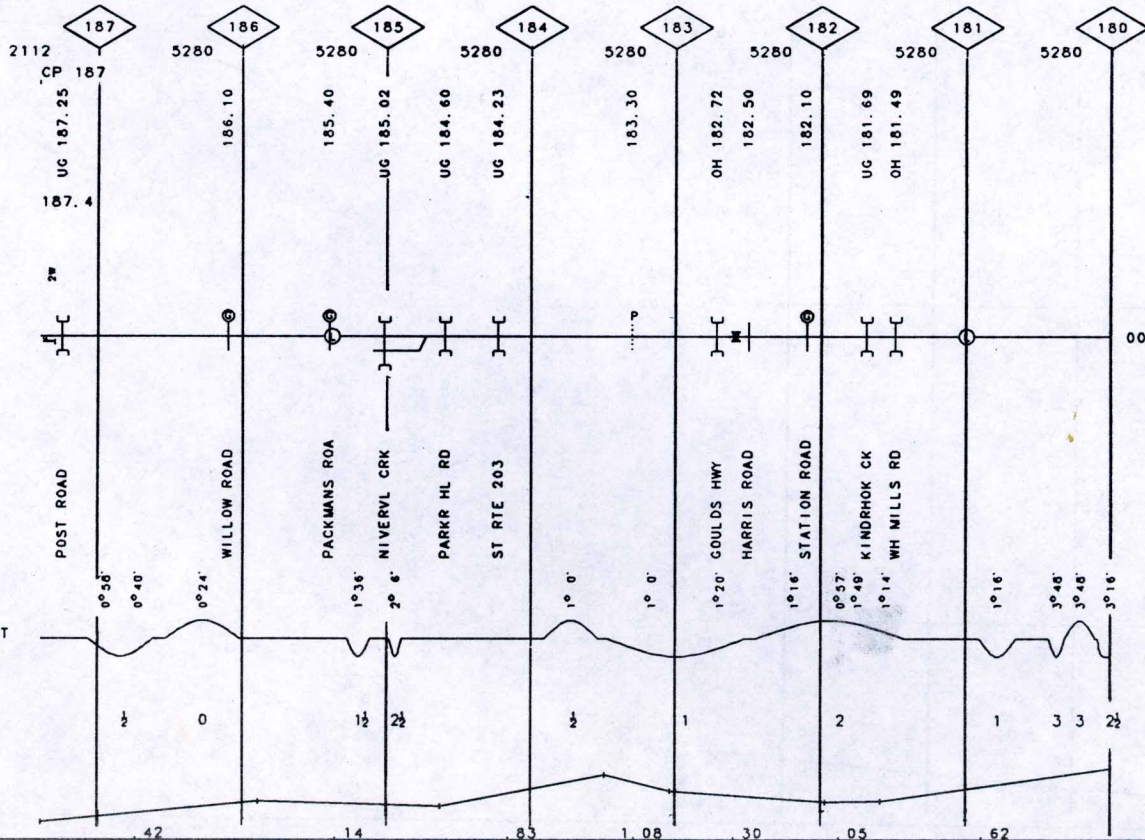 187 186 185 184 183 182 181 180
2112 5280 5280 5280 5280 5280 5280 5280
CP 187
UG 187.25
186.10
185.40
UG 185.02
UG 184.60
UG 184.23
183.30
OH 182.72
182.50
182.10
UG 181.69
OH 181.49
187.4
2W
G G G
P
L L
00
POST ROAD
WILLOW ROAD
PACKMANS ROA
NIVERVL CRK
PARKR HL RD
ST RTE 203
GOULDS HWY
HARRIS ROAD
STATION ROAD
KINDRHOK CK
WH MILLS RD
0°58'
0°40'
0°24'
1°36'
2° 6'
1° 0'
1° 0'
1°20'
1°16'
0°57'
1°49'
1°14'
1°16'
3°48'
3°48'
3°16'
T
½ 0 1½ 2½ ½ 1 2 1 3 3 2½
.42 .14 .83 1.08 .30 .05 .62